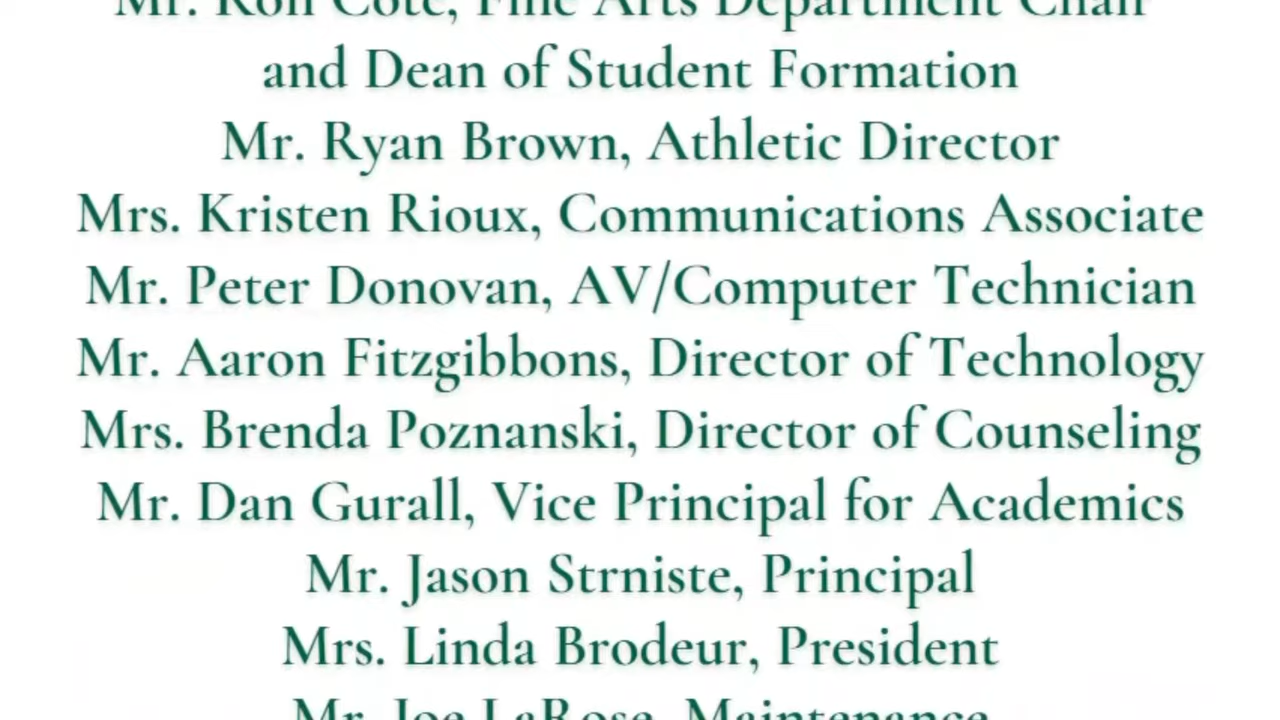 Mr. Ron Cote, Fine Arts Department Chair
and Dean of Student Formation
Mr. Ryan Brown, Athletic Director
Mrs. Kristen Rioux, Communications Associate
Mr. Peter Donovan, AV/Computer Technician
Mr. Aaron Fitzgibbons, Director of Technology
Mrs. Brenda Poznanski, Director of Counseling
Mr. Dan Gurall, Vice Principal for Academics
Mr. Jason Strniste, Principal
Mrs. Linda Brodeur, President
Mr. Joe LaRose, Maintenance